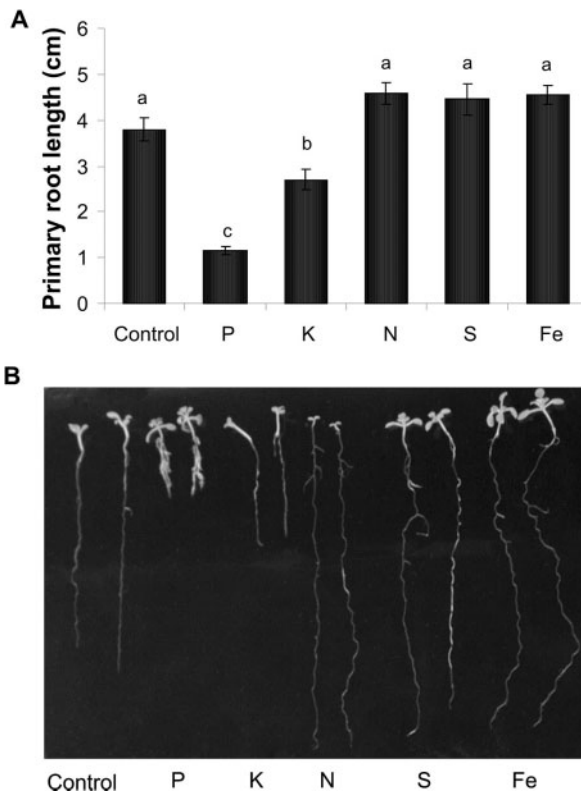 A
Primary root length (cm)
6
5
4
3
2
1
0
a
c
b
a
a
a
Control P K N S Fe
B
Control P K N S Fe